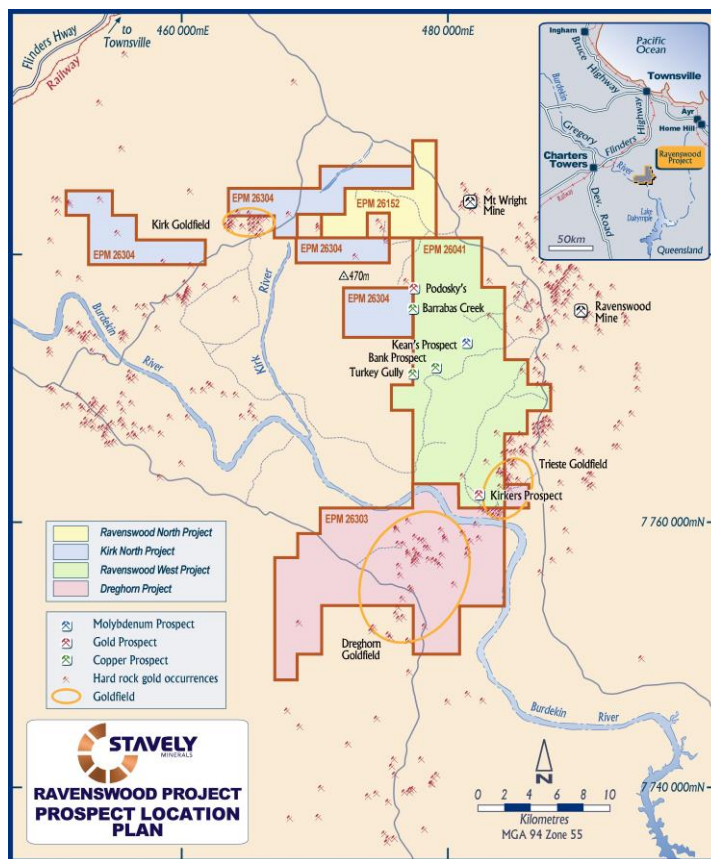 460 000mE
480 000mE
Flinders Hway
to
Townsville
Railway
Ingham
Bruce Highway
Pacific
Ocean
Townsville
Burdekin
River
Gregory
Dev. Road
Flinders
Highway
Ayr
Home Hill
Charters
Towers
Ravenswood
Project
Railway
Lake
Dalrymple
50km
Queensland
EPM 26304
EPM 26152
Mt Wright
Mine
Kirk Goldfield
EPM 26304
EPM 26304
EPM 26041
470m
EPM 26304
Podosky's
Barrabas Creek
Ravenswood
Mine
Kean's Prospect
Bank Prospect
Turkey Gully
Burdekin
River
Kirk
River
Trieste Goldfield
Kirkers Prospect
EPM 26303
7 760 000mN
Dreghorn
Goldfield
Ravenswood North Project
Kirk North Project
Ravenswood West Project
Dreghorn Project
Molybdenum Prospect
Gold Prospect
Copper Prospect
Hard rock gold occurrences
Goldfield
Burdekin
River
STAVELY
MINERALS
RAVENSWOOD PROJECT
PROSPECT LOCATION
PLAN
N
0 2 4 6 8 10
Kilometres
MGA 94 Zone 55
7 740 000mN